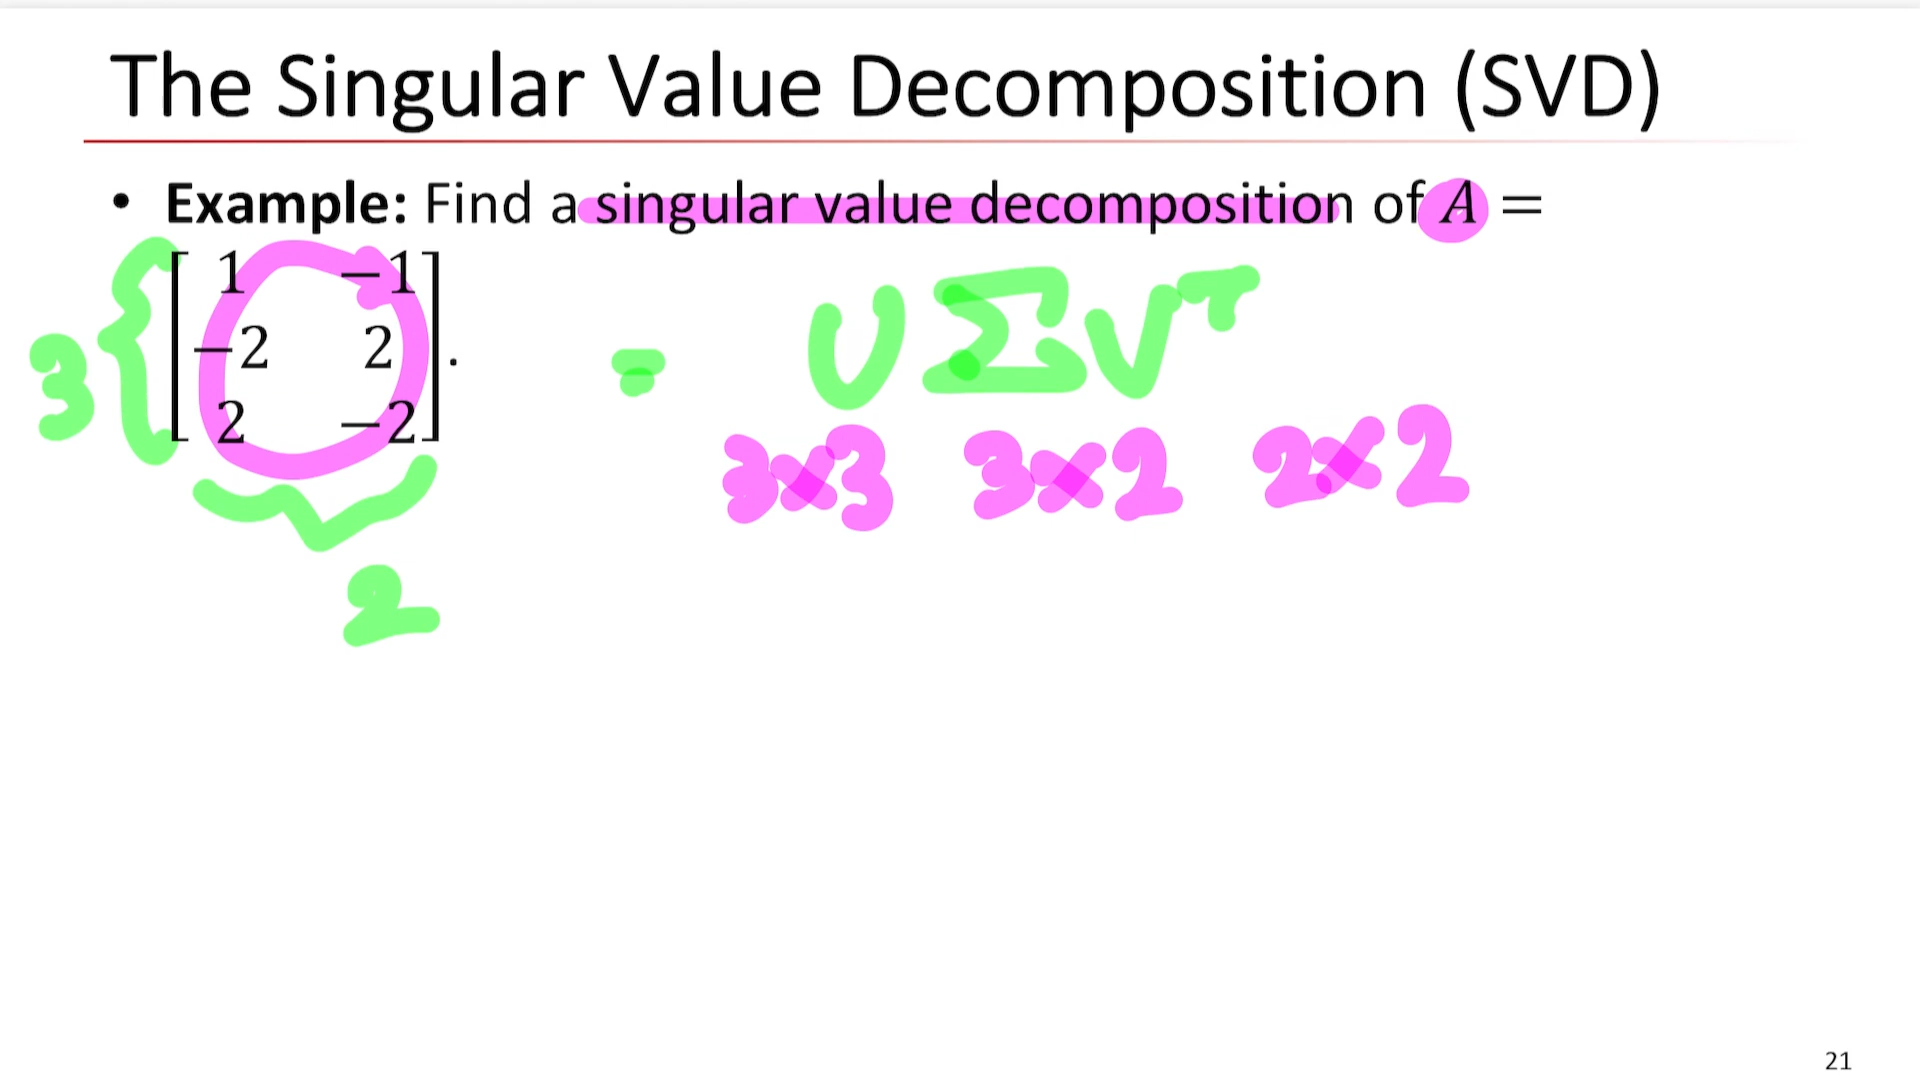 The Singular Value Decomposition (SVD)
• Example: Find a singular value decomposition of A =
[ 1 −1
−2 2
2 −2 ].
= U Σ Vᵀ
3
3×3 3×2 2×2
2
21